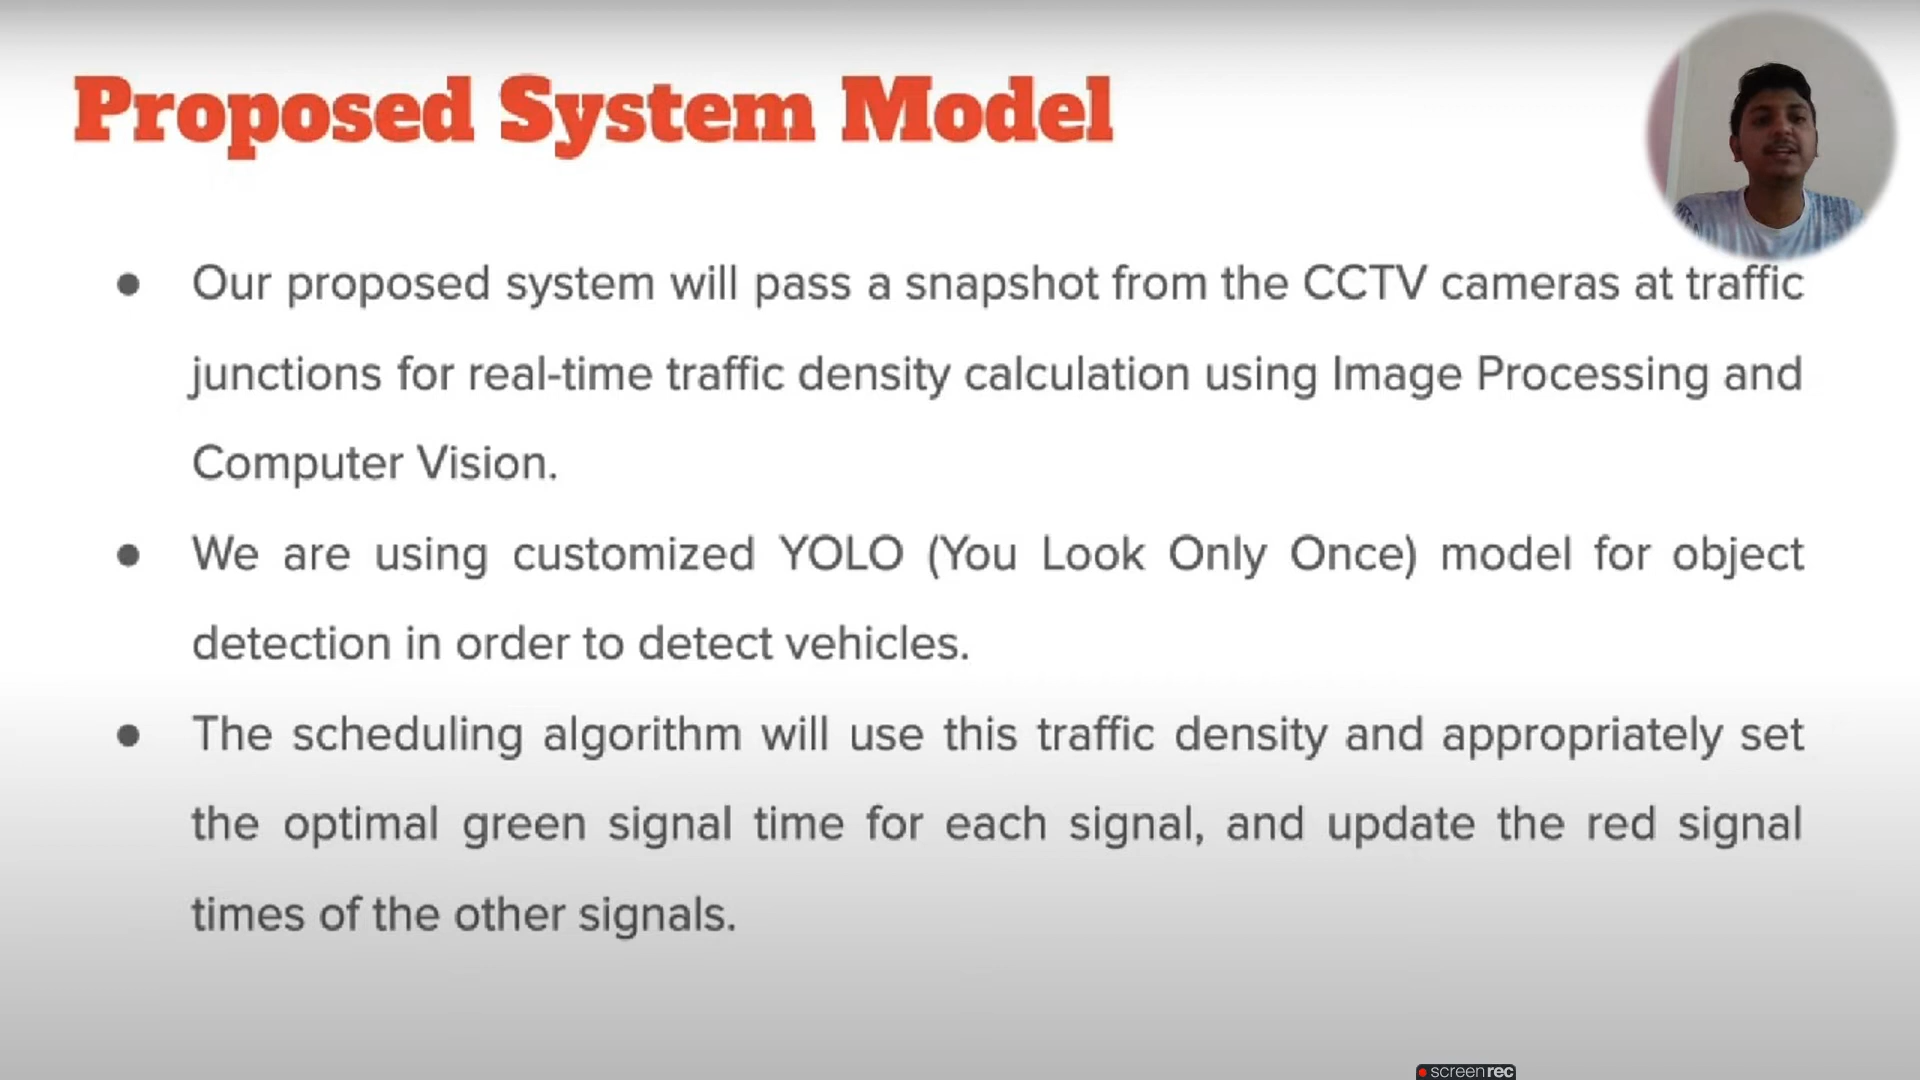 Proposed System Model
● Our proposed system will pass a snapshot from the CCTV cameras at traffic
junctions for real-time traffic density calculation using Image Processing and
Computer Vision.
● We are using customized YOLO (You Look Only Once) model for object
detection in order to detect vehicles.
● The scheduling algorithm will use this traffic density and appropriately set
the optimal green signal time for each signal, and update the red signal
times of the other signals.
screenrec